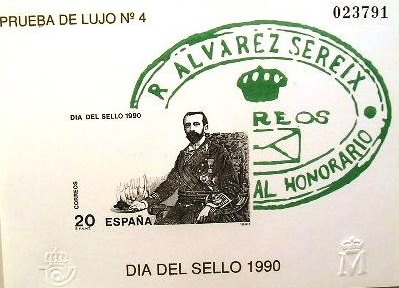 PRUEBA DE LUJO Nº 4
023791
R. ALVAREZ SEREIX
REOS
AL HONORARIO
DIA DEL SELLO 1990
CORREOS
20
ESPAÑA
DIA DEL SELLO 1990